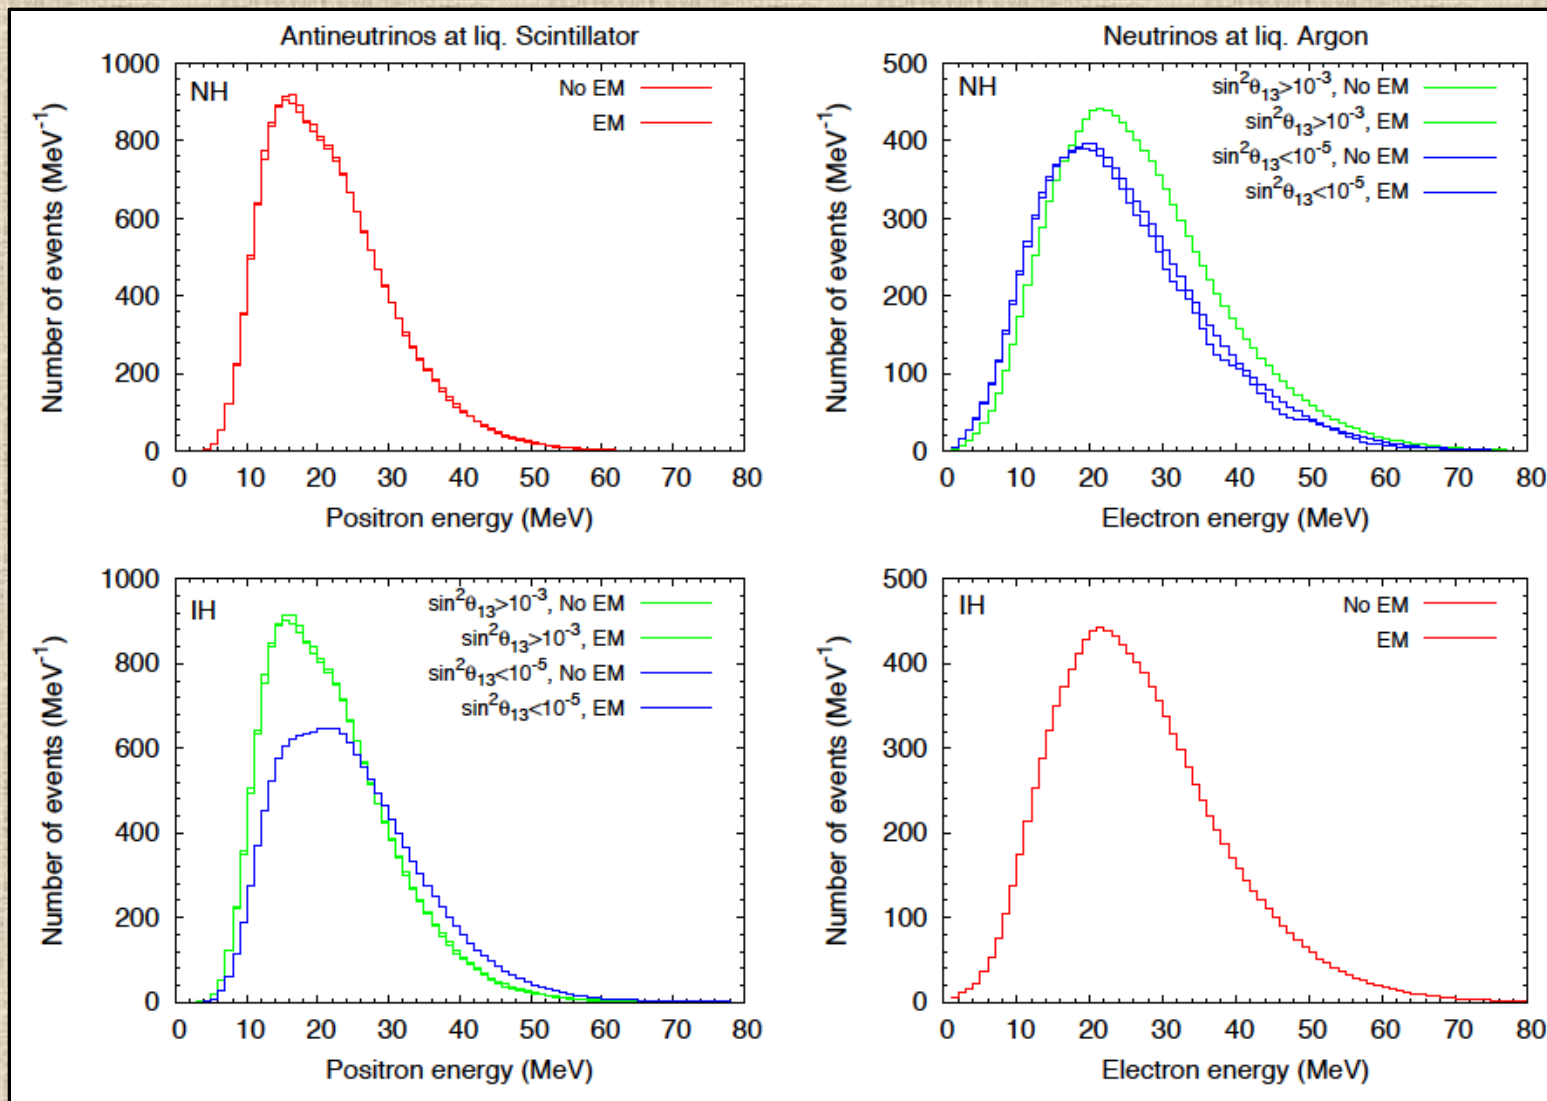 Antineutrinos at liq. Scintillator
Number of events (MeV⁻¹)
1000
800
600
400
200
0
NH
No EM
EM
0 10 20 30 40 50 60 70 80
Positron energy (MeV)
Neutrinos at liq. Argon
Number of events (MeV⁻¹)
500
400
300
200
100
0
NH
sin²θ₁₃>10⁻³, No EM
sin²θ₁₃>10⁻³, EM
sin²θ₁₃<10⁻⁵, No EM
sin²θ₁₃<10⁻⁵, EM
0 10 20 30 40 50 60 70 80
Electron energy (MeV)
Number of events (MeV⁻¹)
1000
800
600
400
200
0
IH
sin²θ₁₃>10⁻³, No EM
sin²θ₁₃>10⁻³, EM
sin²θ₁₃<10⁻⁵, No EM
sin²θ₁₃<10⁻⁵, EM
0 10 20 30 40 50 60 70 80
Positron energy (MeV)
Number of events (MeV⁻¹)
500
400
300
200
100
0
IH
No EM
EM
0 10 20 30 40 50 60 70 80
Electron energy (MeV)